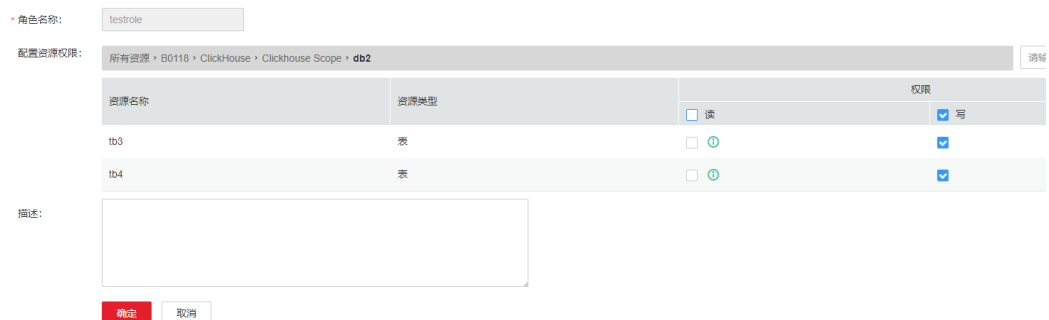 * 角色名称： testrole
配置资源权限： 所有资源 › B0118 › ClickHouse › Clickhouse Scope › db2 请输
资源名称 资源类型 权限
读 写
tb3 表
tb4 表
描述：
确定 取消